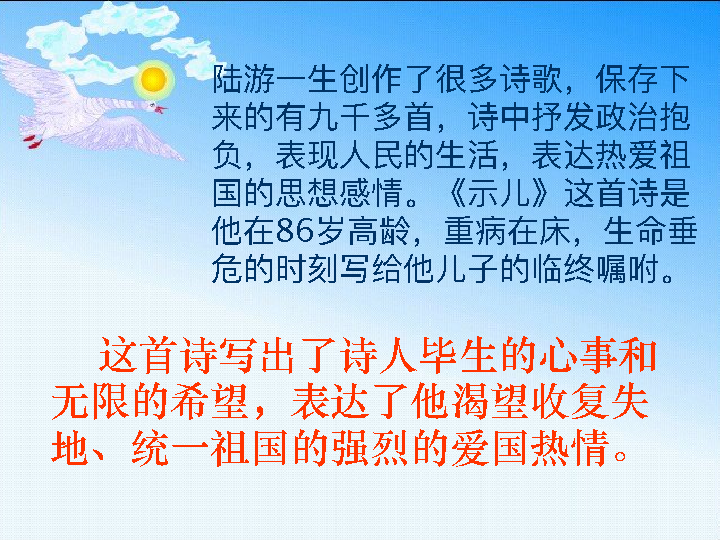 陆游一生创作了很多诗歌，保存下
来的有九千多首，诗中抒发政治抱
负，表现人民的生活，表达热爱祖
国的思想感情。《示儿》这首诗是
他在86岁高龄，重病在床，生命垂
危的时刻写给他儿子的临终嘱咐。
这首诗写出了诗人毕生的心事和
无限的希望，表达了他渴望收复失
地、统一祖国的强烈的爱国热情。